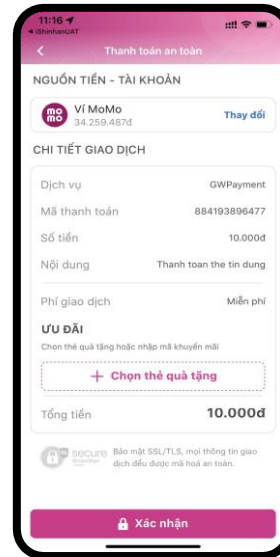 11:16
iShinhanUAT
Thanh toán an toàn
NGUỒN TIỀN - TÀI KHOẢN
mo mo
Ví MoMo
34.259.487đ
Thay đổi
CHI TIẾT GIAO DỊCH
Dịch vụ GWPayment
Mã thanh toán 884193896477
Số tiền 10.000đ
Nội dung Thanh toan the tin dung
Phí giao dịch Miễn phí
ƯU ĐÃI
Chọn thẻ quà tặng hoặc nhập mã khuyến mãi
+ Chọn thẻ quà tặng
Tổng tiền 10.000đ
secure Bảo mật SSL/TLS, mọi thông tin giao
dịch đều được mã hoá an toàn.
Xác nhận